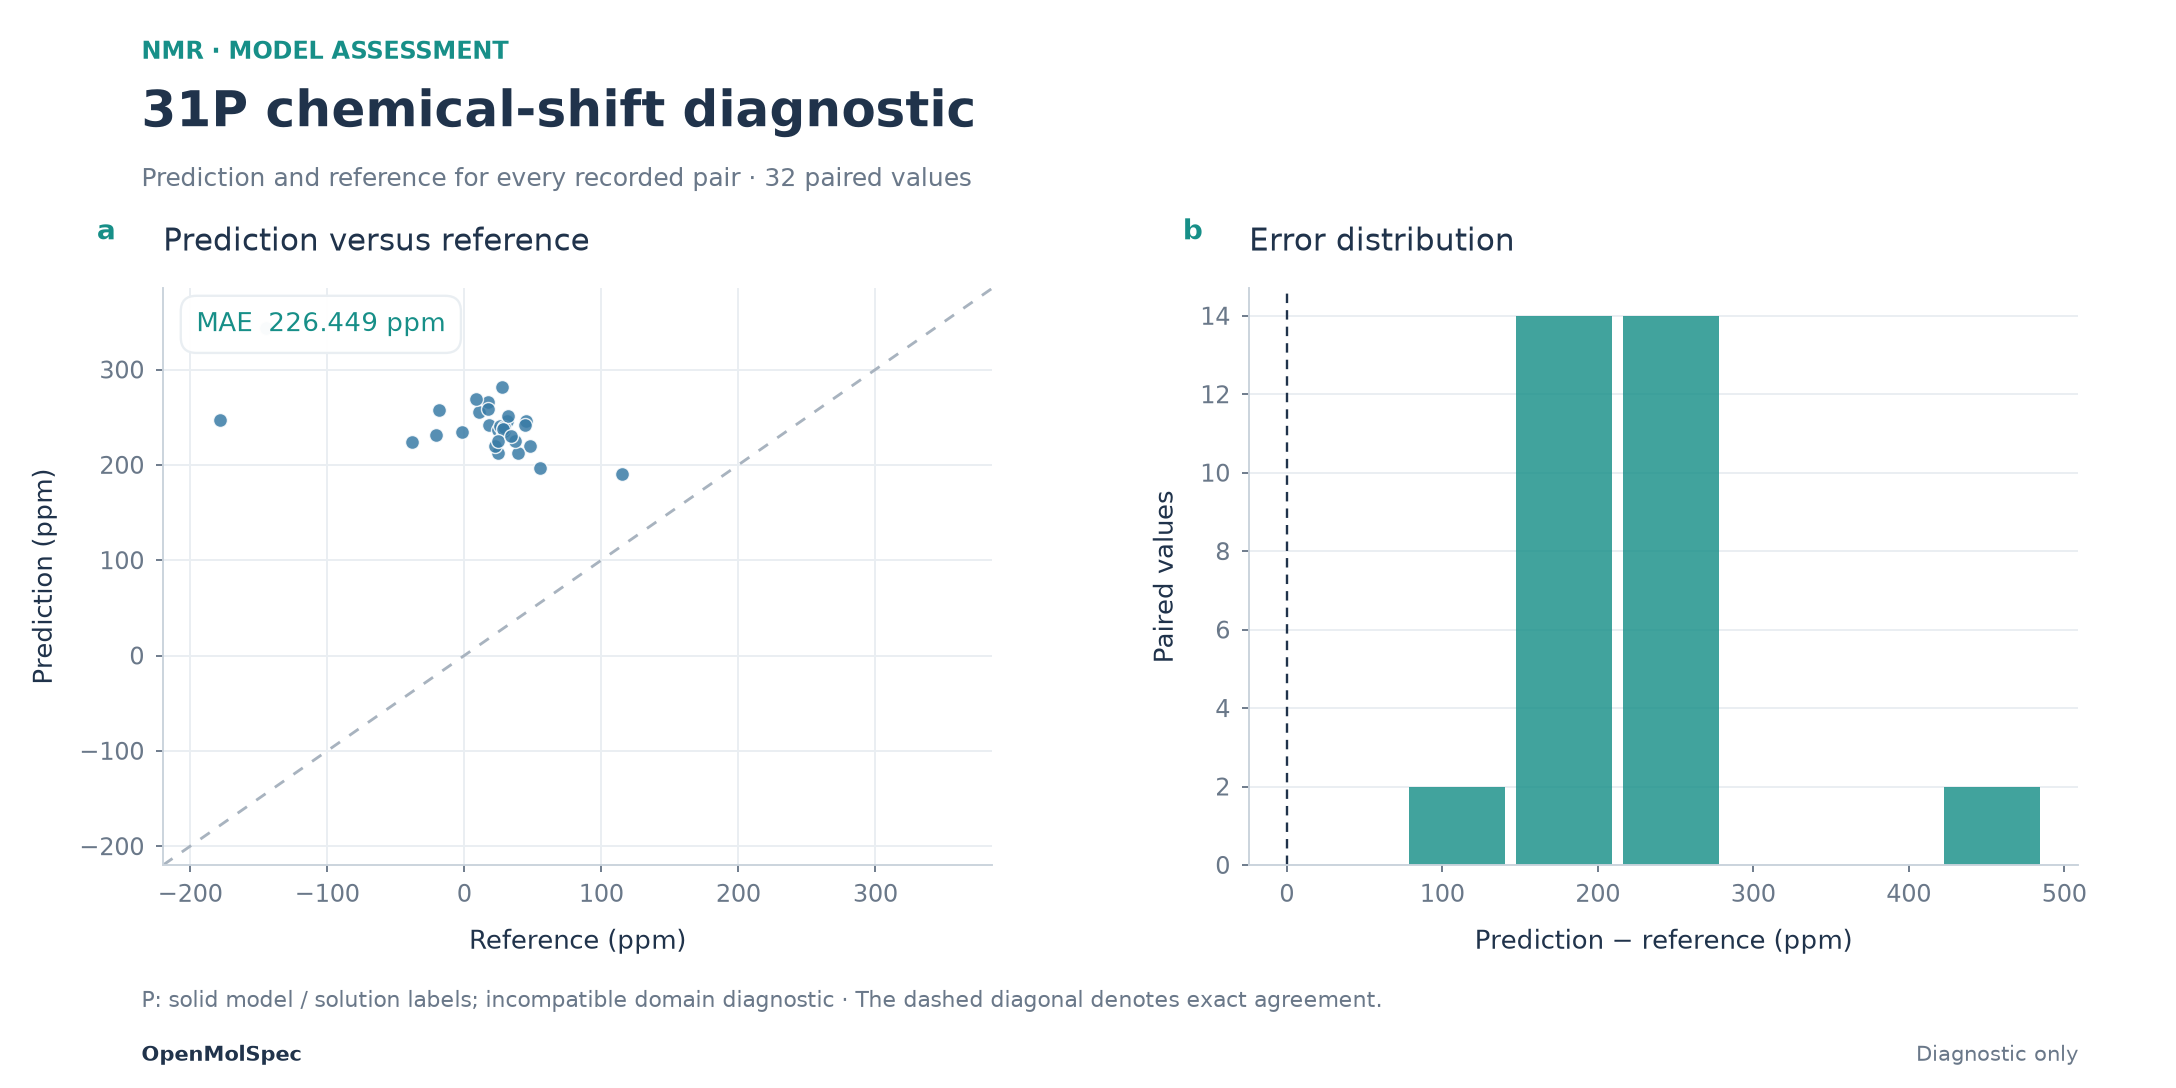 NMR · MODEL ASSESSMENT
31P chemical-shift diagnostic
Prediction and reference for every recorded pair · 32 paired values
a
Prediction versus reference
MAE 226.449 ppm
300
200
100
0
−100
−200
Prediction (ppm)
−200
−100
0
100
200
300
Reference (ppm)
b
Error distribution
14
12
10
8
6
4
2
0
Paired values
0
100
200
300
400
500
Prediction − reference (ppm)
P: solid model / solution labels; incompatible domain diagnostic · The dashed diagonal denotes exact agreement.
OpenMolSpec
Diagnostic only